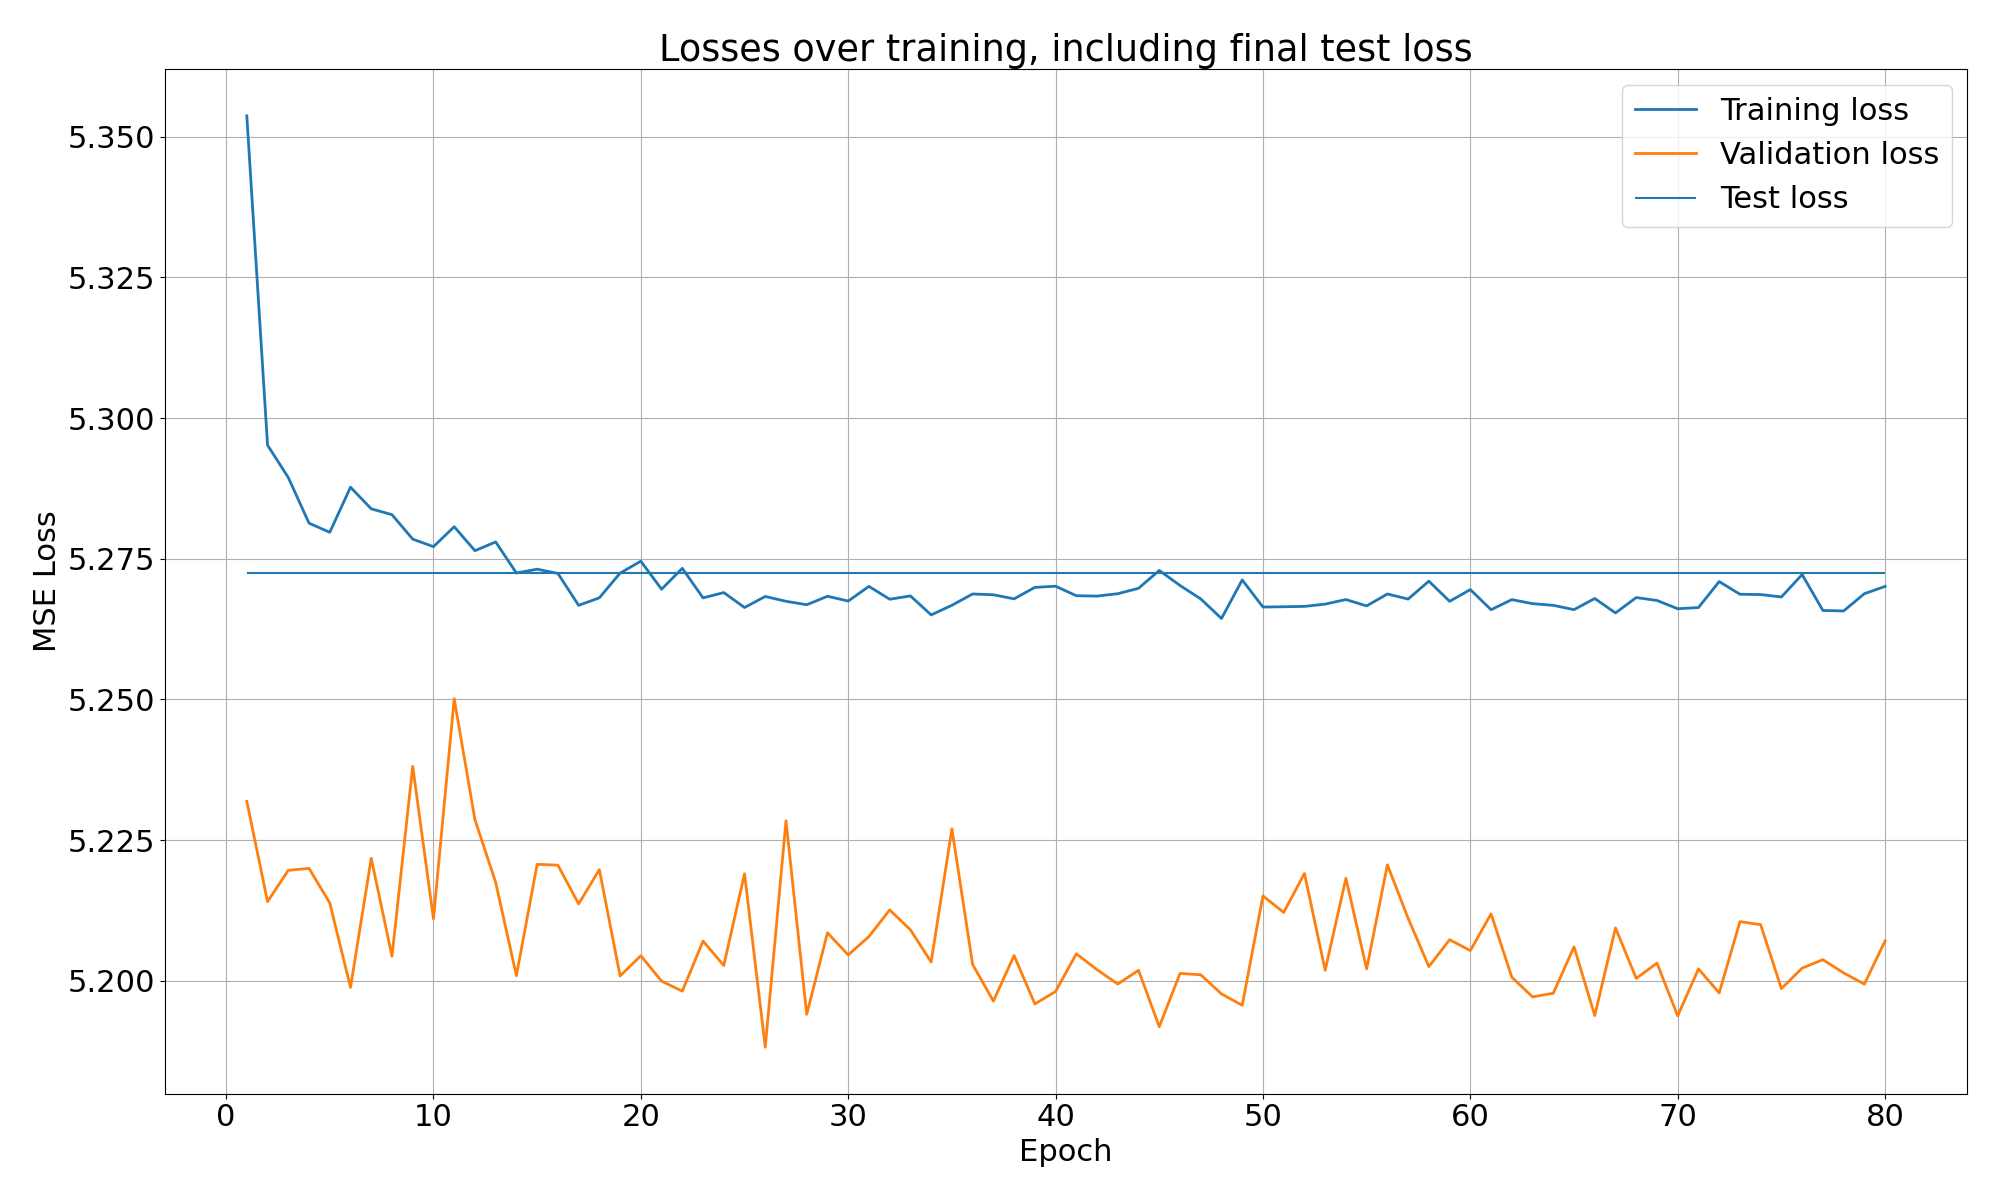 Losses over training, including final test loss
Training loss
Validation loss
Test loss
5.350
5.325
5.300
5.275
5.250
5.225
5.200
MSE Loss
0 10 20 30 40 50 60 70 80
Epoch